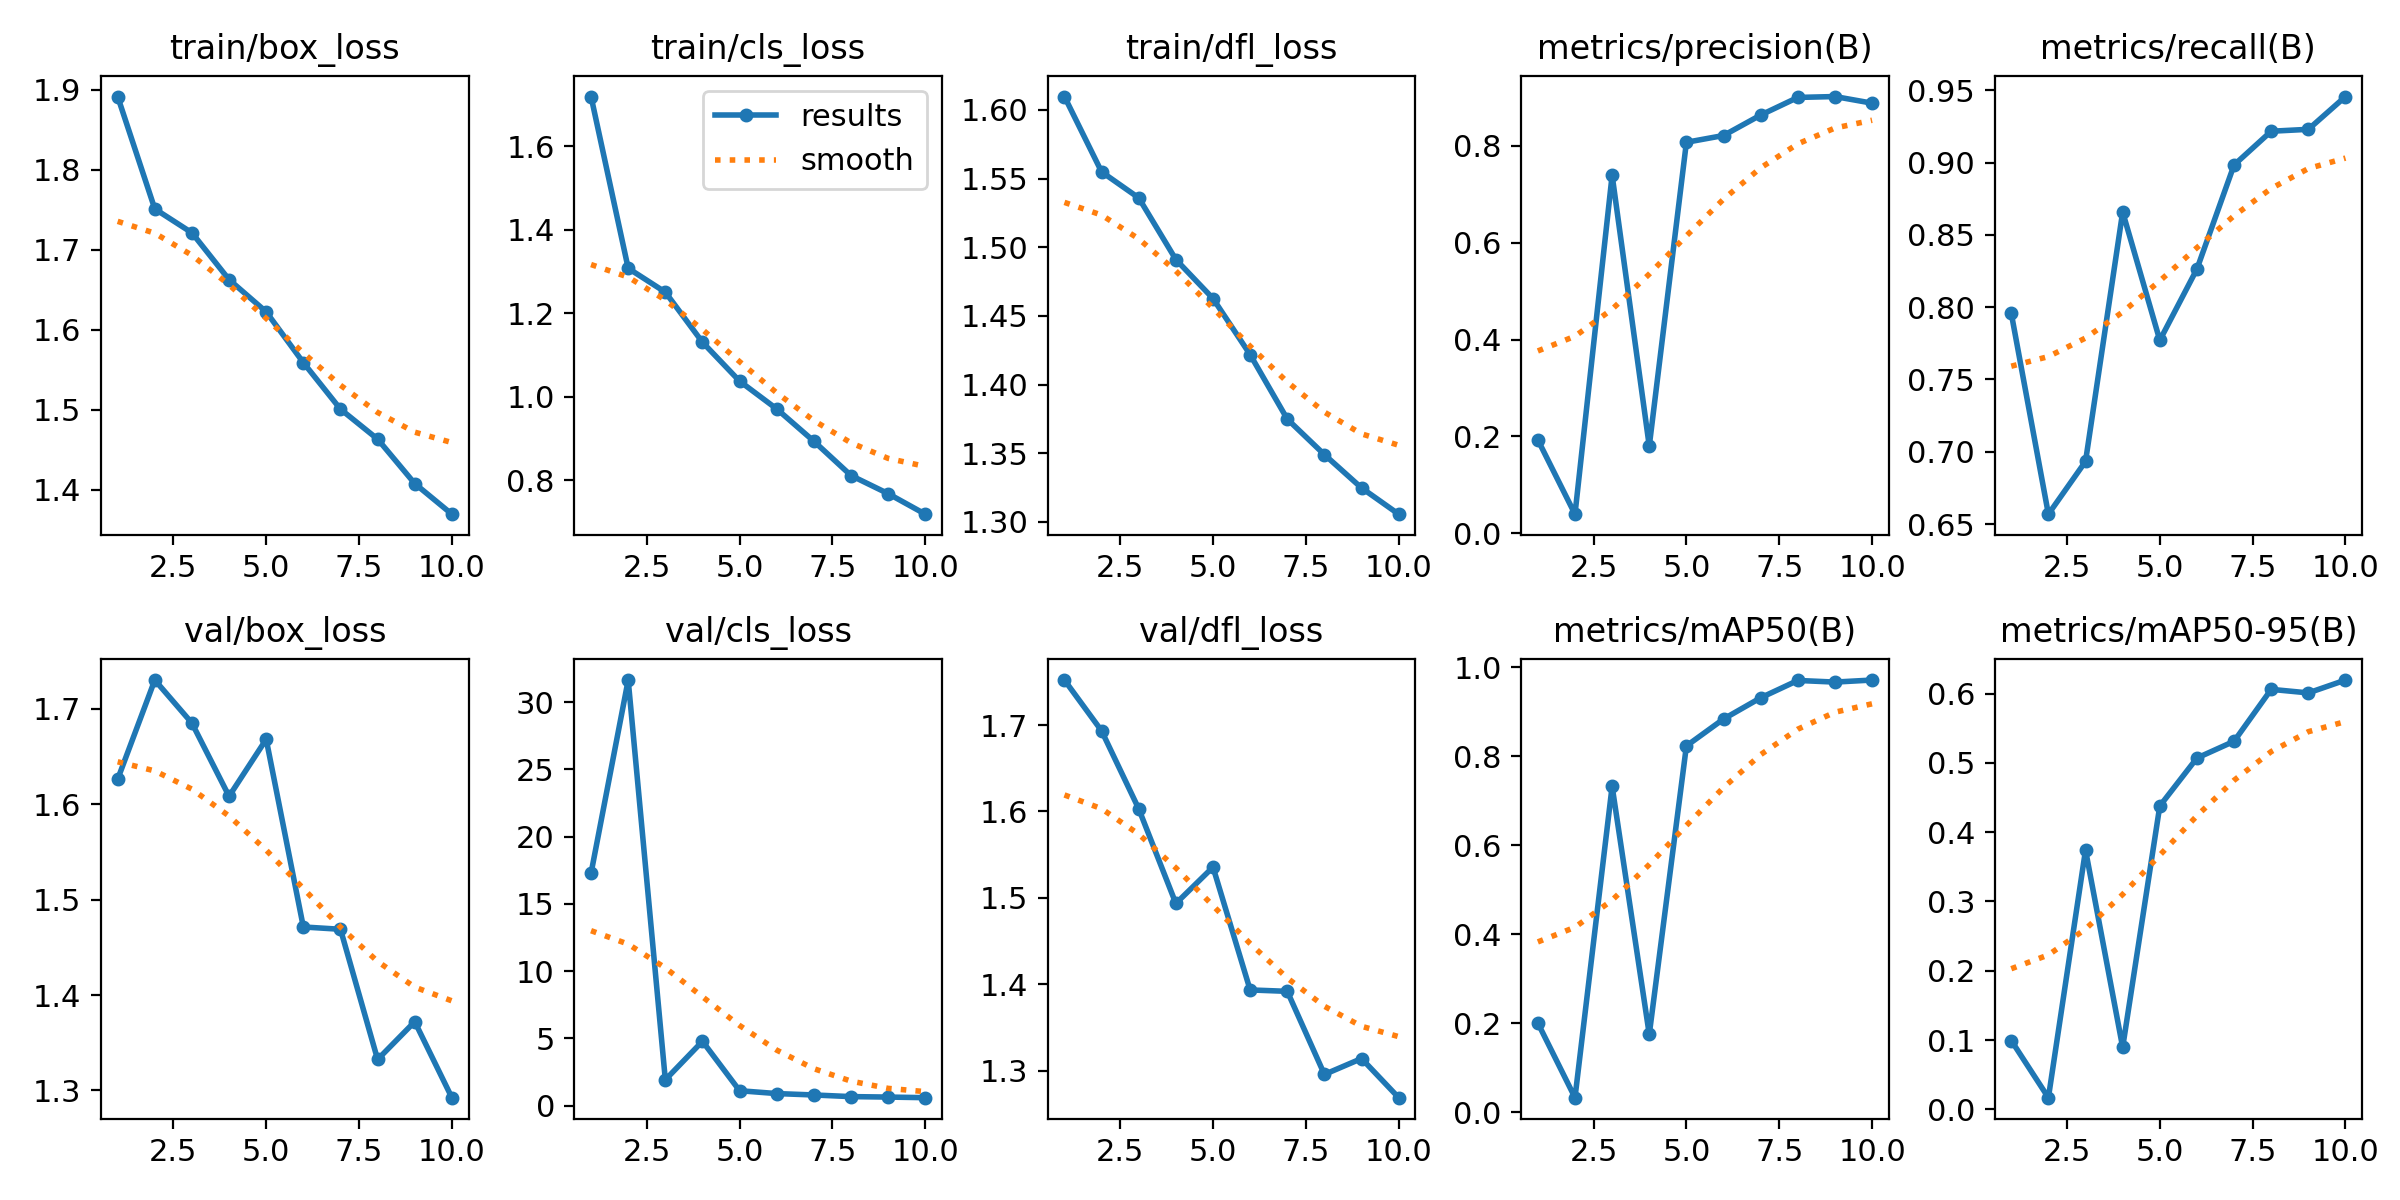 train/box_loss
train/cls_loss
train/dfl_loss
metrics/precision(B)
metrics/recall(B)
1.9
1.8
1.7
1.6
1.5
1.4
2.5 5.0 7.5 10.0
results
smooth
1.6
1.4
1.2
1.0
0.8
2.5 5.0 7.5 10.0
1.60
1.55
1.50
1.45
1.40
1.35
1.30
2.5 5.0 7.5 10.0
0.8
0.6
0.4
0.2
0.0
2.5 5.0 7.5 10.0
0.95
0.90
0.85
0.80
0.75
0.70
0.65
2.5 5.0 7.5 10.0
val/box_loss
val/cls_loss
val/dfl_loss
metrics/mAP50(B)
metrics/mAP50-95(B)
1.7
1.6
1.5
1.4
1.3
2.5 5.0 7.5 10.0
30
25
20
15
10
5
0
2.5 5.0 7.5 10.0
1.7
1.6
1.5
1.4
1.3
2.5 5.0 7.5 10.0
1.0
0.8
0.6
0.4
0.2
0.0
2.5 5.0 7.5 10.0
0.6
0.5
0.4
0.3
0.2
0.1
0.0
2.5 5.0 7.5 10.0